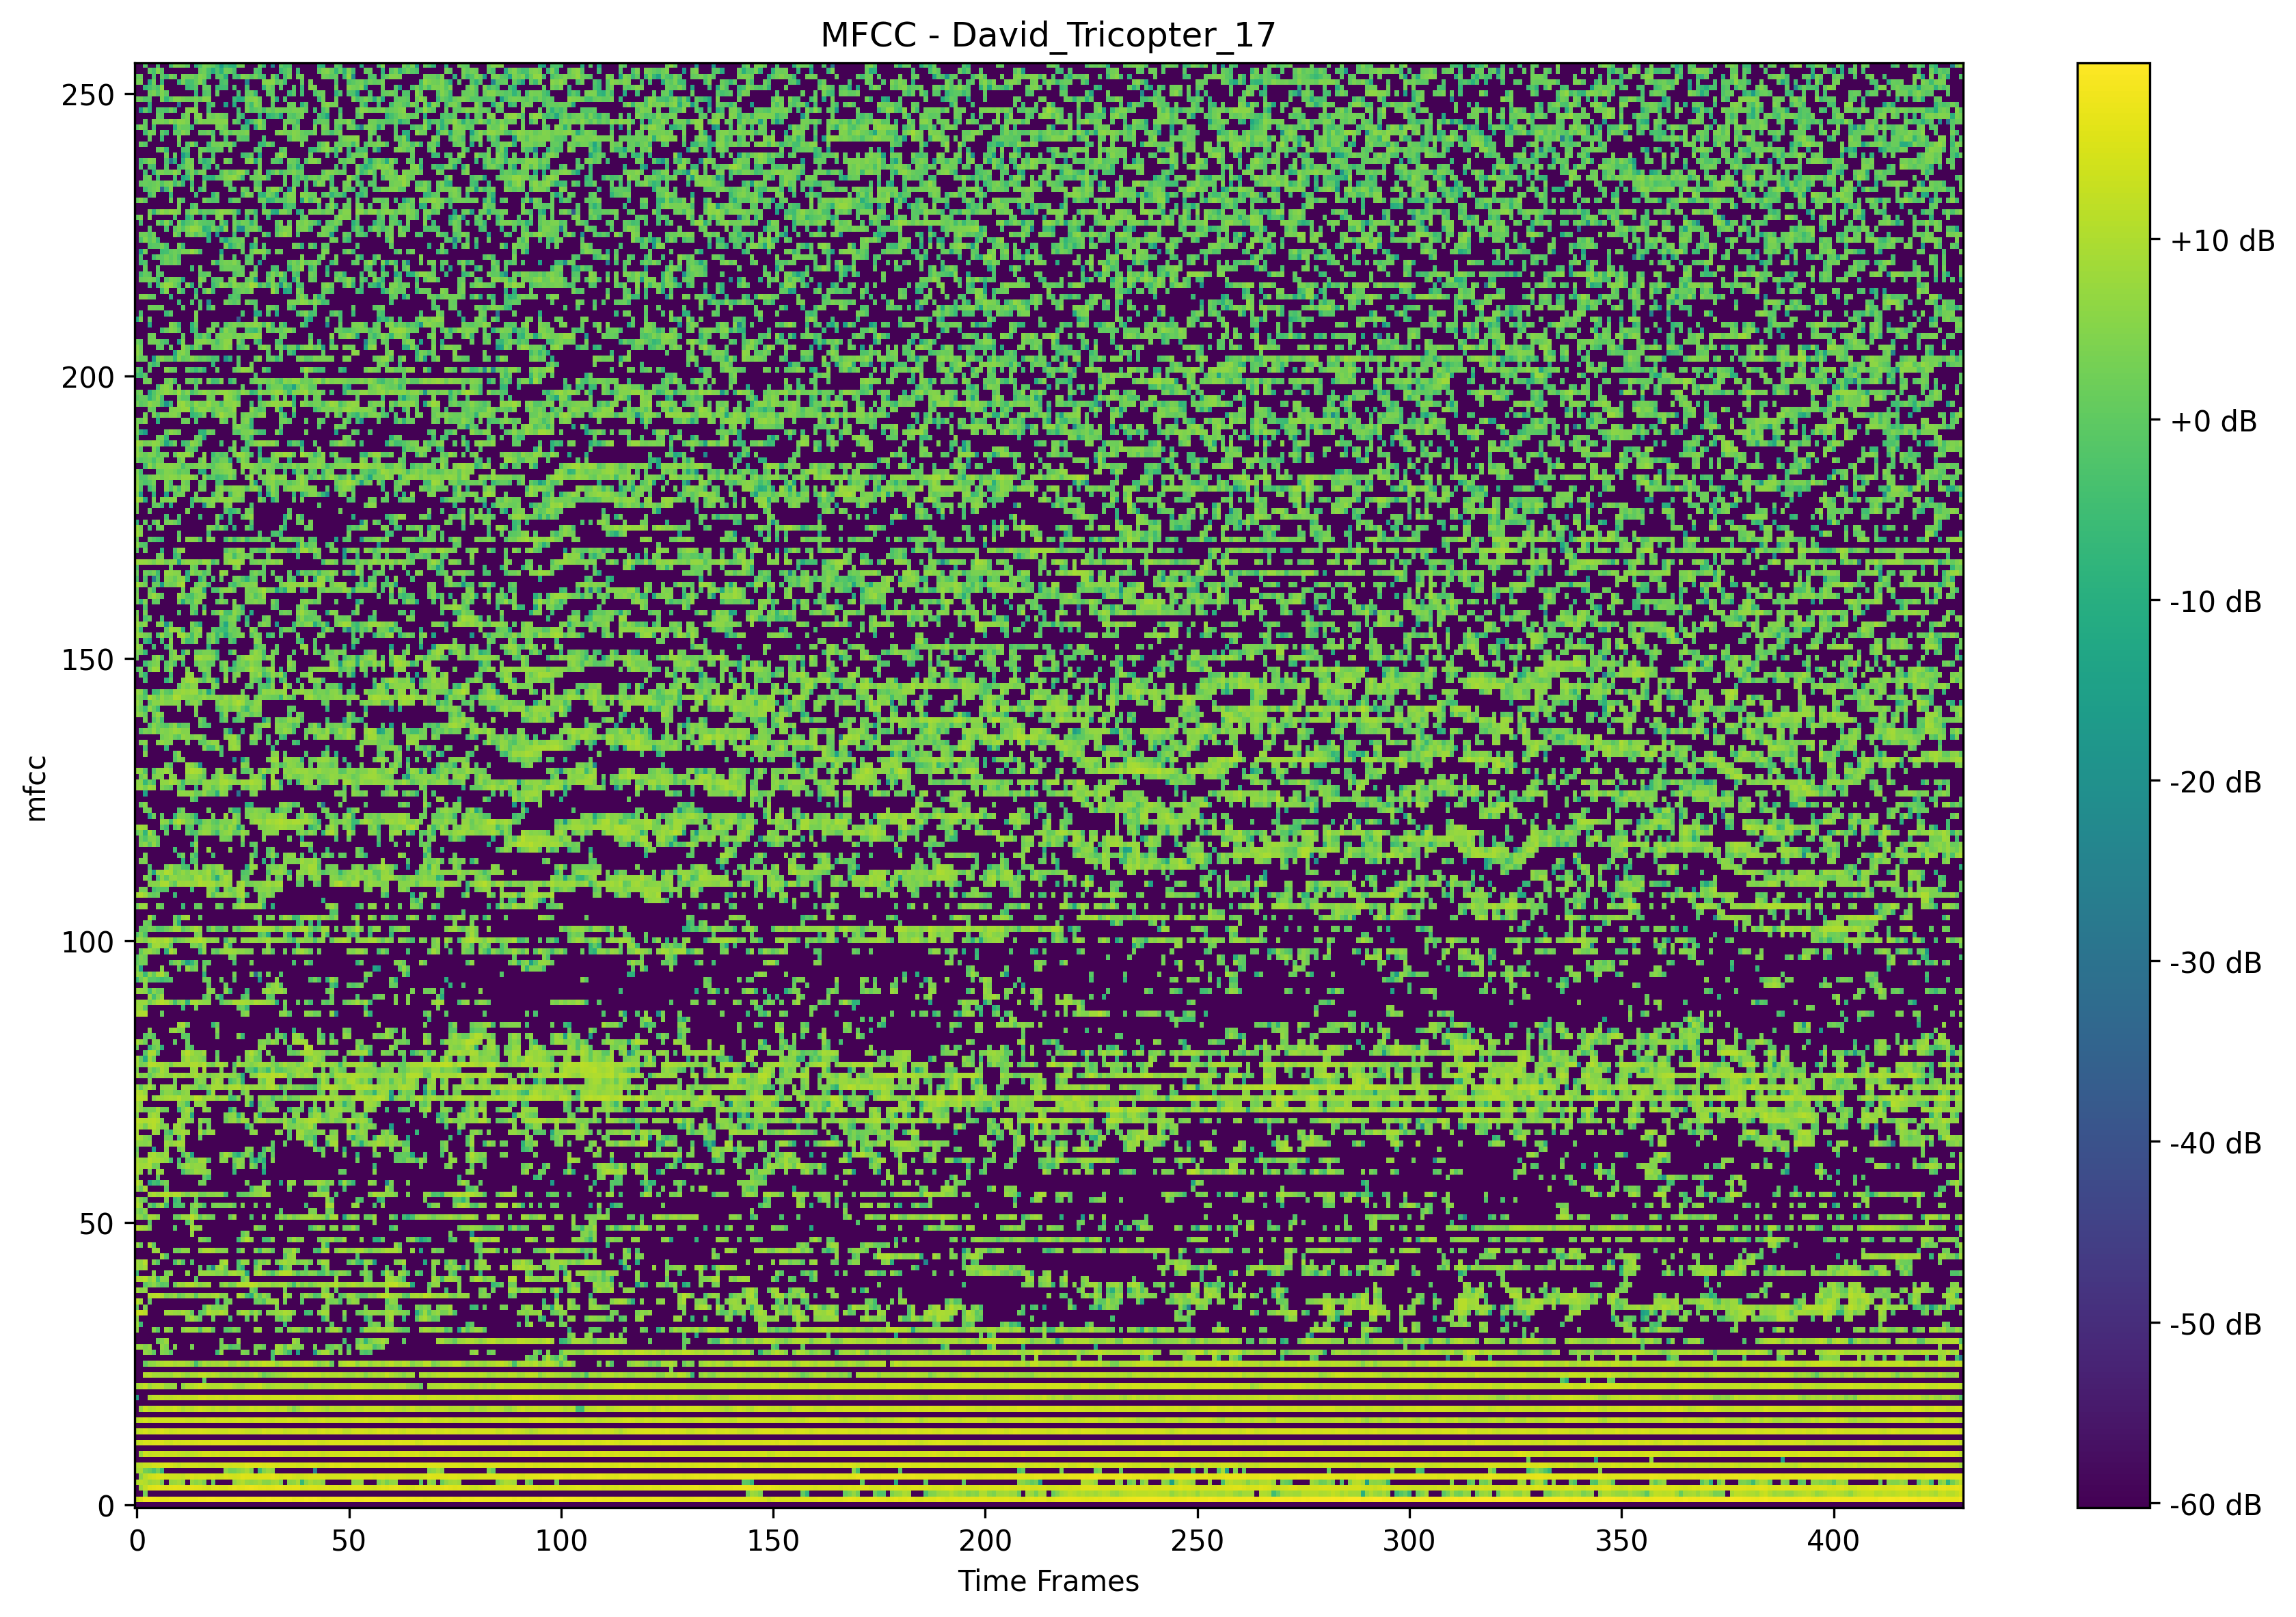 MFCC - David_Tricopter_17
250
200
150
100
50
0
mfcc
0 50 100 150 200 250 300 350 400
Time Frames
+10 dB
+0 dB
-10 dB
-20 dB
-30 dB
-40 dB
-50 dB
-60 dB